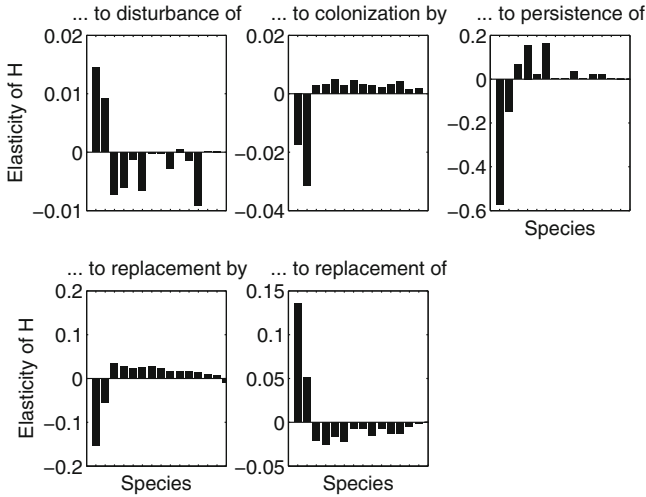 ... to disturbance of
... to colonization by
... to persistence of
Elasticity of H
0.02
0.01
0
−0.01
0.02
0
−0.02
−0.04
0.2
0
−0.2
−0.4
−0.6
Species
... to replacement by
... to replacement of
Elasticity of H
0.2
0.1
0
−0.1
−0.2
Species
0.15
0.1
0.05
0
−0.05
Species